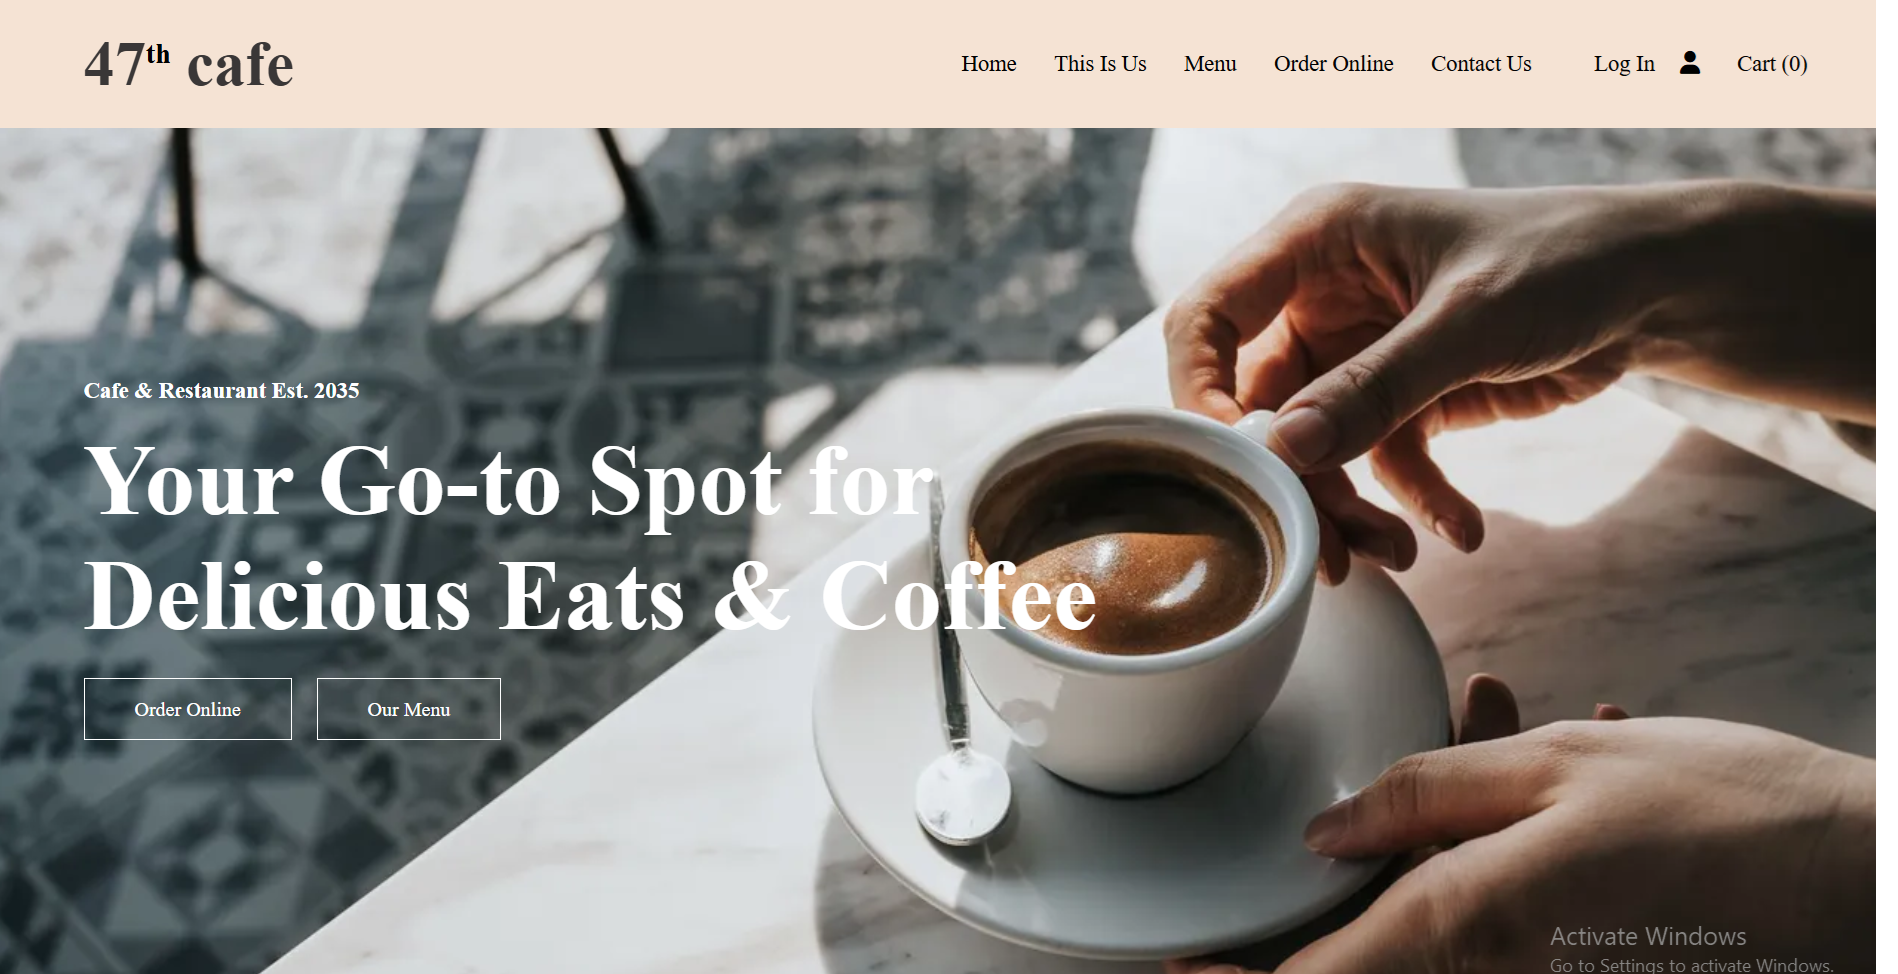 47th cafe
Home This Is Us Menu Order Online Contact Us Log In Cart (0)
Cafe & Restaurant Est. 2035
Your Go-to Spot for
Delicious Eats & Coffee
Order Online Our Menu
Activate Windows
Go to Settings to activate Windows.